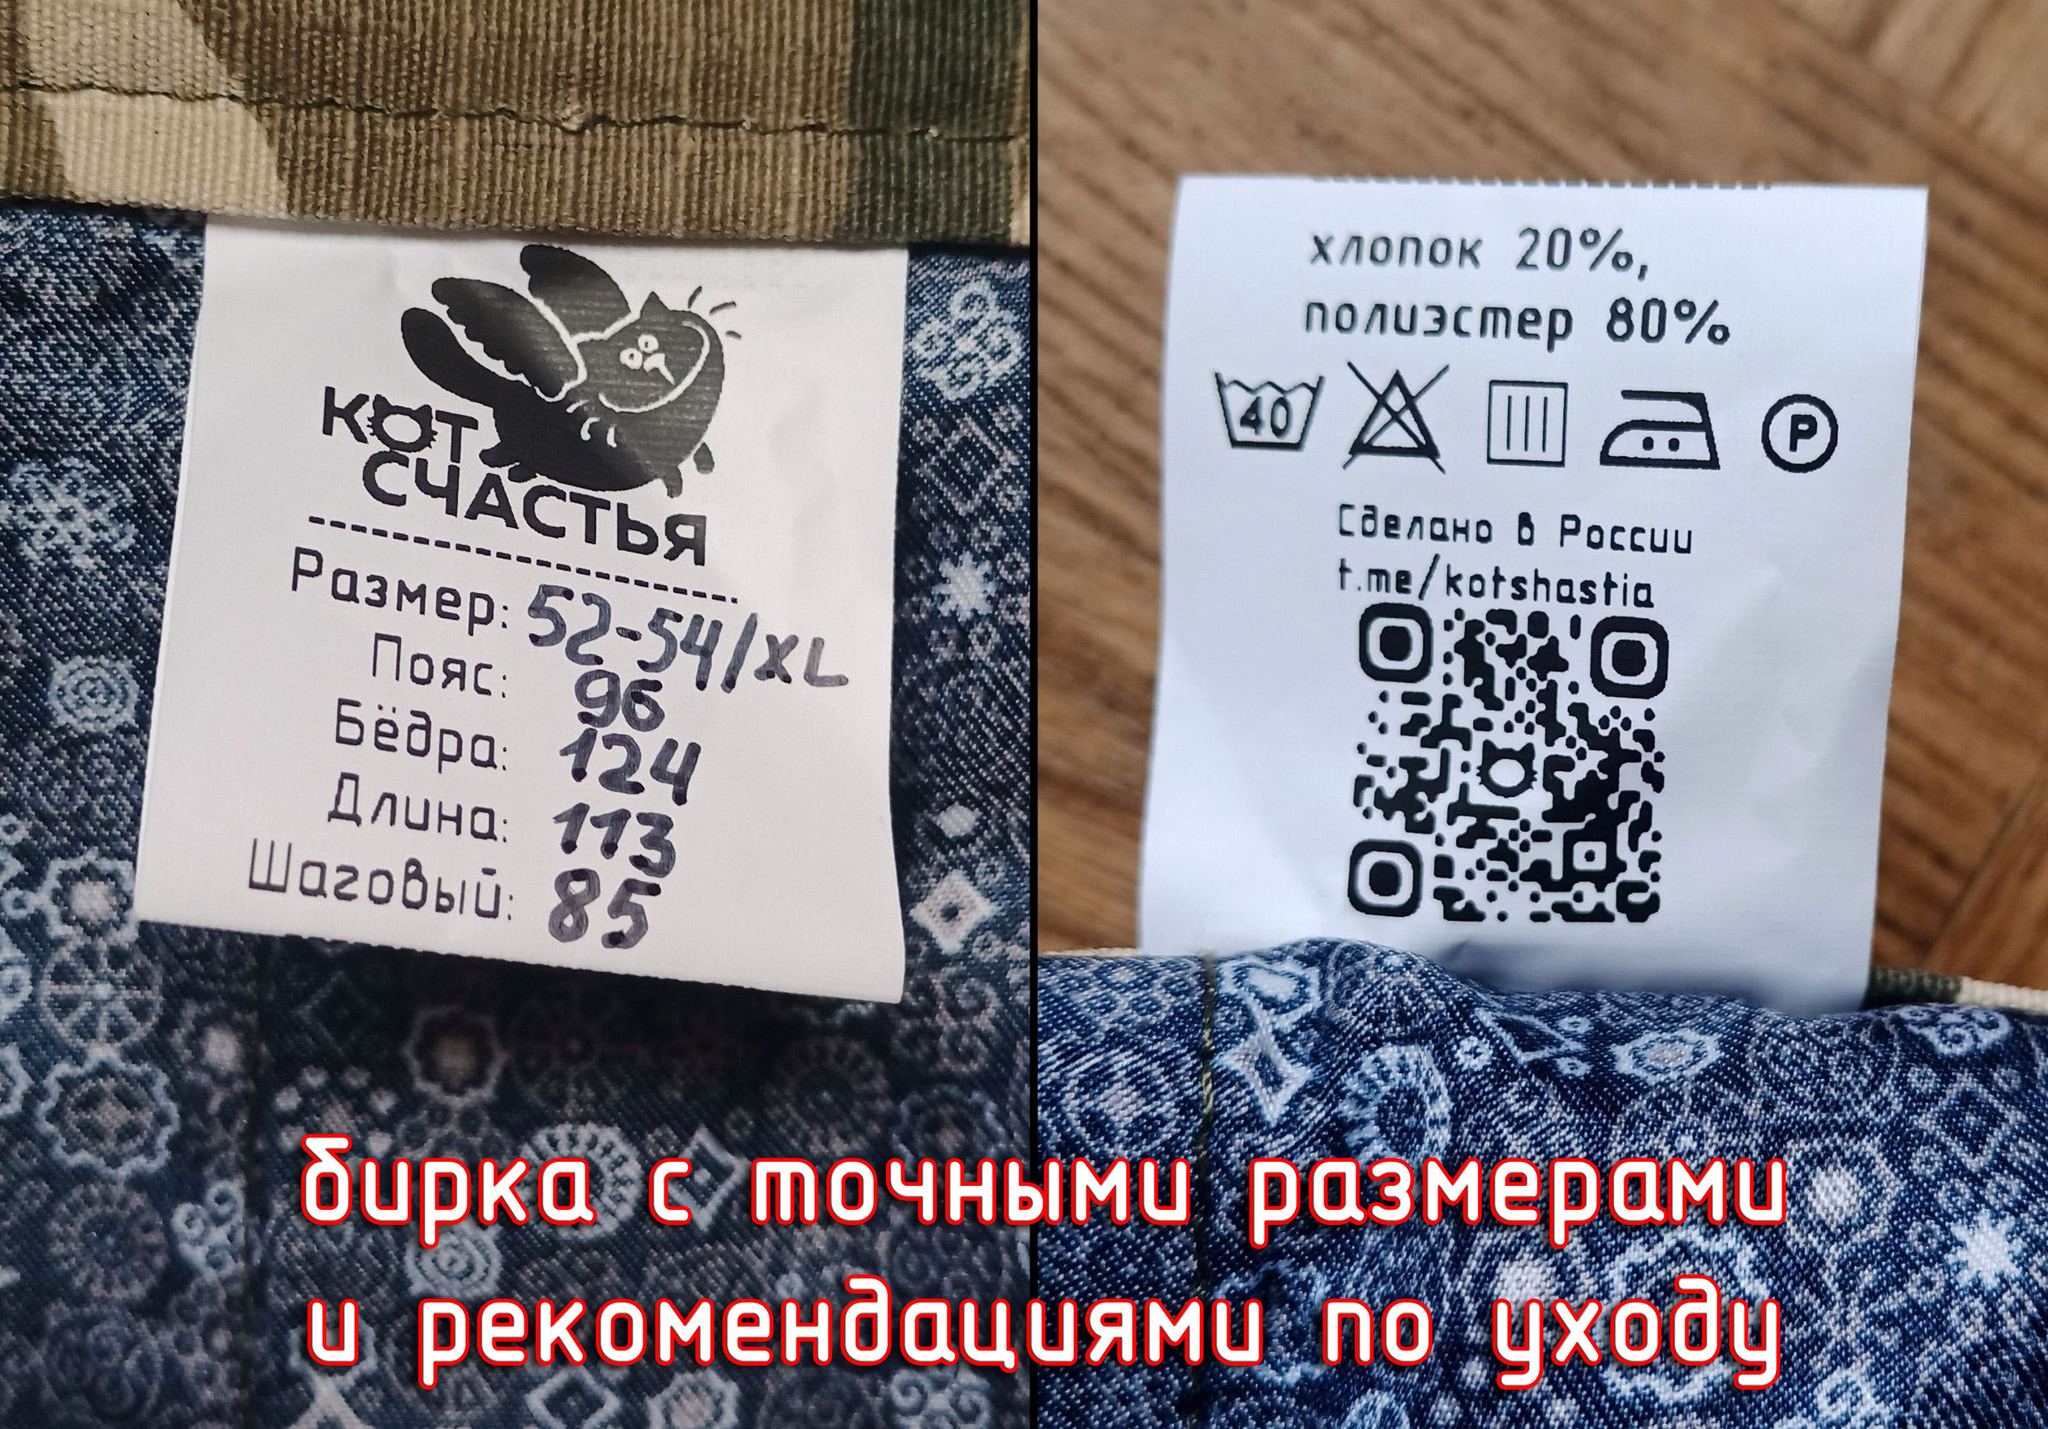 КОТ
СЧАСТЬЯ
Размер: 52-54/XL
Пояс: 96
Бёдра: 124
Длина: 113
Шаговый: 85
хлопок 20%,
полиэстер 80%
40
P
Сделано в России
t.me/kotshastia
бирка с точными размерами
и рекомендациями по уходу